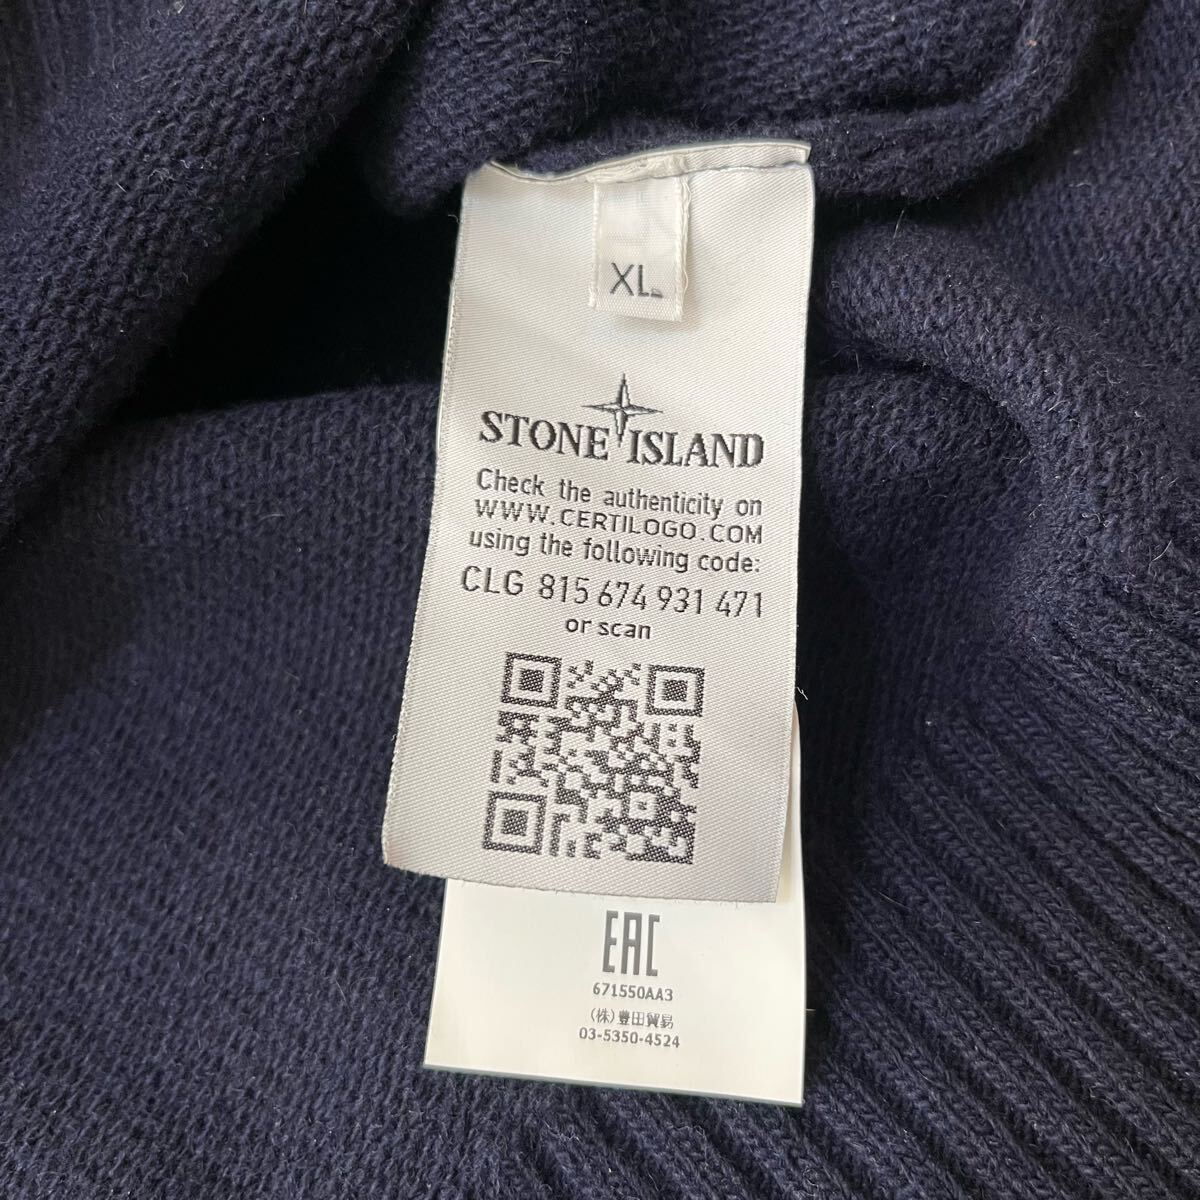 XL
STONE ISLAND
Check the authenticity on
WWW.CERTILOGO.COM
using the following code:
CLG 815 674 931 471
or scan
EAC
671550AA3
(株)豊田貿易
03-5350-4524